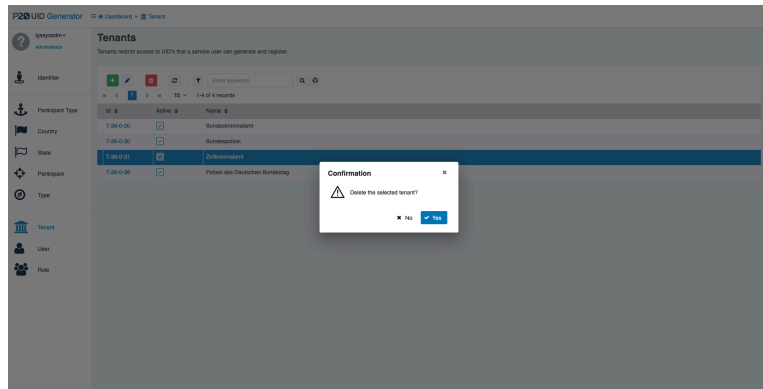 P20 UID Generator
Dashboard
Tenant
igasysadm
Administrator
Identifier
Participant Type
Country
State
Participant
Type
Tenant
User
Role
Tenants
Tenants restrict access to UID's that a service user can generate and register.
Enter keyword
1 15 1-4 of 4 records
Id Active Name
T-36-0-20 Bundeskriminalamt
T-36-0-30 Bundespolizei
T-36-0-31 Zollkriminalamt
T-36-0-36 Polizei des Deutschen Bundestag
Confirmation
Delete the selected tenant?
No Yes